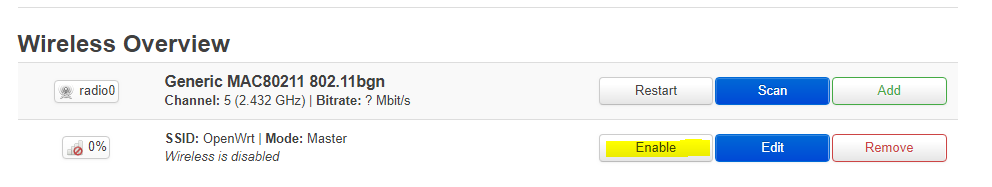 Wireless Overview
radio0
Generic MAC80211 802.11bgn
Channel: 5 (2.432 GHz) | Bitrate: ? Mbit/s
Restart
Scan
Add
0%
SSID: OpenWrt | Mode: Master
Wireless is disabled
Enable
Edit
Remove